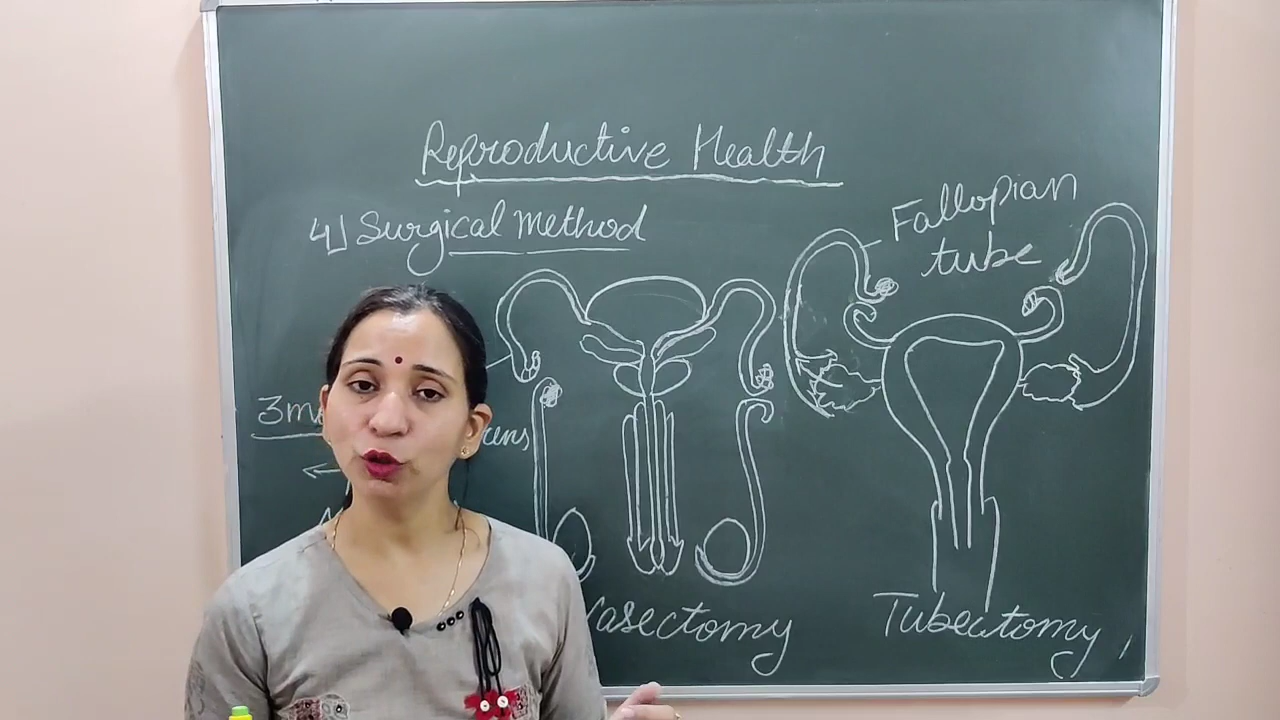 Reproductive Health
4] Surgical method
Fallopian
tube
Vasectomy
Tubectomy